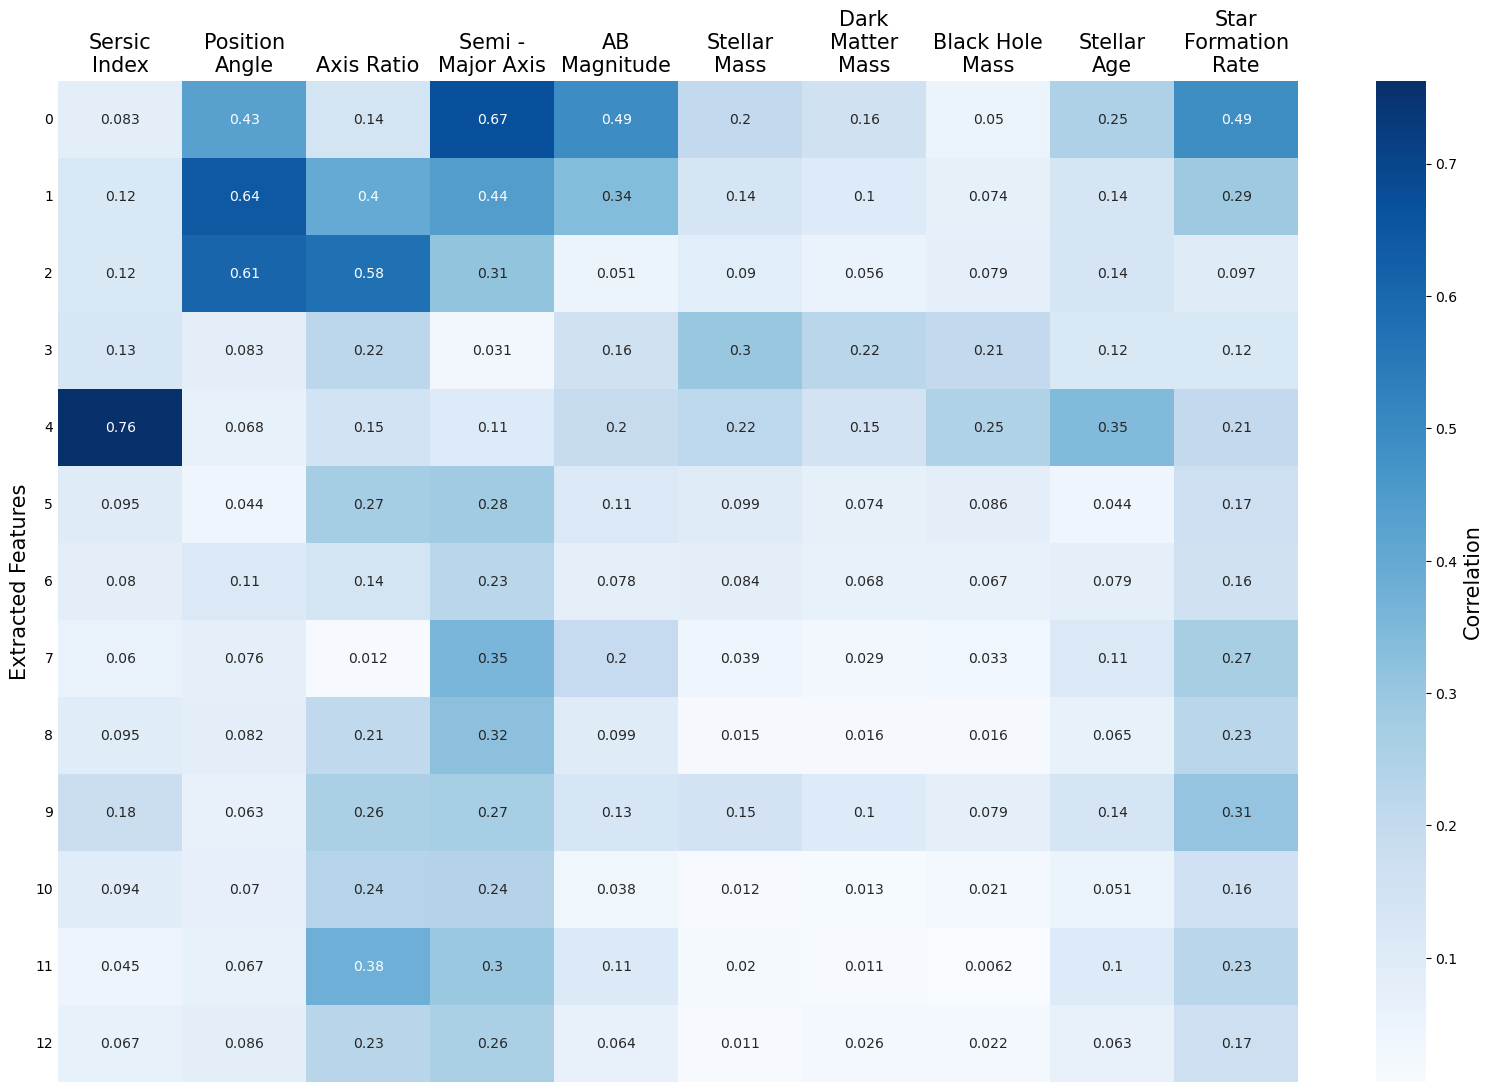 Sersic
Index
Position
Angle
Axis Ratio
Semi -
Major Axis
AB
Magnitude
Stellar
Mass
Dark
Matter
Mass
Black Hole
Mass
Stellar
Age
Star
Formation
Rate
Extracted Features
0 0.083 0.43 0.14 0.67 0.49 0.2 0.16 0.05 0.25 0.49
1 0.12 0.64 0.4 0.44 0.34 0.14 0.1 0.074 0.14 0.29
2 0.12 0.61 0.58 0.31 0.051 0.09 0.056 0.079 0.14 0.097
3 0.13 0.083 0.22 0.031 0.16 0.3 0.22 0.21 0.12 0.12
4 0.76 0.068 0.15 0.11 0.2 0.22 0.15 0.25 0.35 0.21
5 0.095 0.044 0.27 0.28 0.11 0.099 0.074 0.086 0.044 0.17
6 0.08 0.11 0.14 0.23 0.078 0.084 0.068 0.067 0.079 0.16
7 0.06 0.076 0.012 0.35 0.2 0.039 0.029 0.033 0.11 0.27
8 0.095 0.082 0.21 0.32 0.099 0.015 0.016 0.016 0.065 0.23
9 0.18 0.063 0.26 0.27 0.13 0.15 0.1 0.079 0.14 0.31
10 0.094 0.07 0.24 0.24 0.038 0.012 0.013 0.021 0.051 0.16
11 0.045 0.067 0.38 0.3 0.11 0.02 0.011 0.0062 0.1 0.23
12 0.067 0.086 0.23 0.26 0.064 0.011 0.026 0.022 0.063 0.17
0.7
0.6
0.5
0.4
0.3
0.2
0.1
Correlation